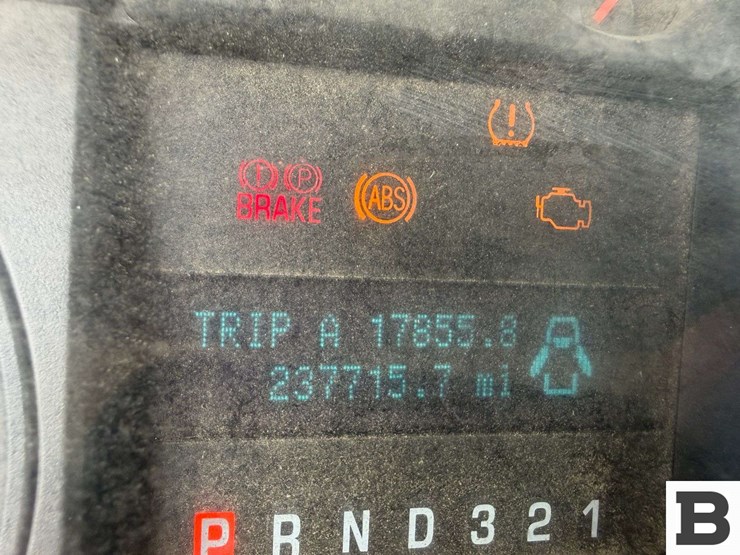 ! P
BRAKE
ABS
!
TRIP A 17855.8
237715.7 mi
P R N D 3 2 1
B